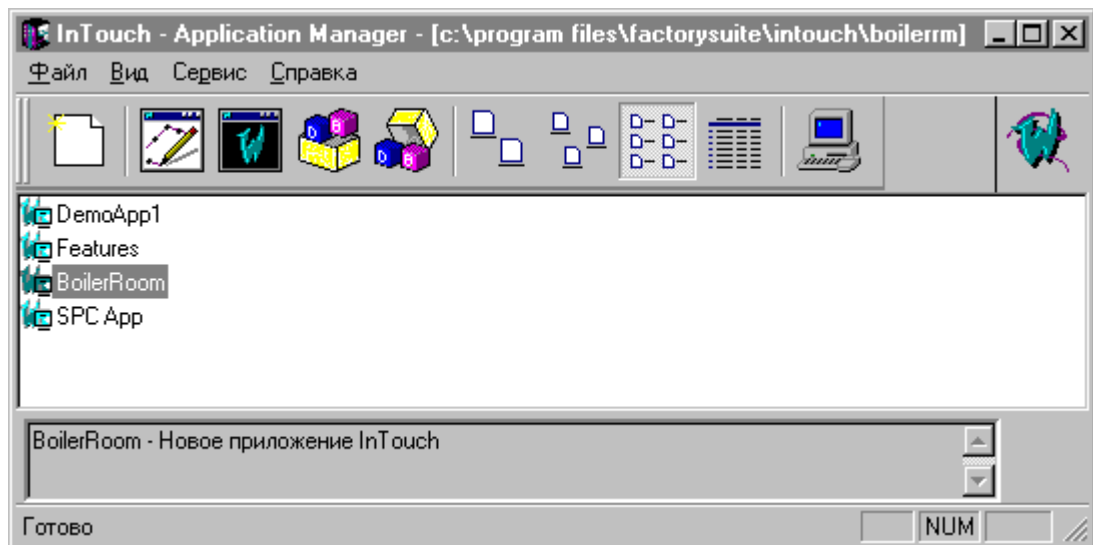 InTouch - Application Manager - [c:\program files\factorysuite\intouch\boilerrm]
Файл Вид Сервис Справка
DemoApp1
Features
BoilerRoom
SPC App
BoilerRoom - Новое приложение InTouch
Готово NUM